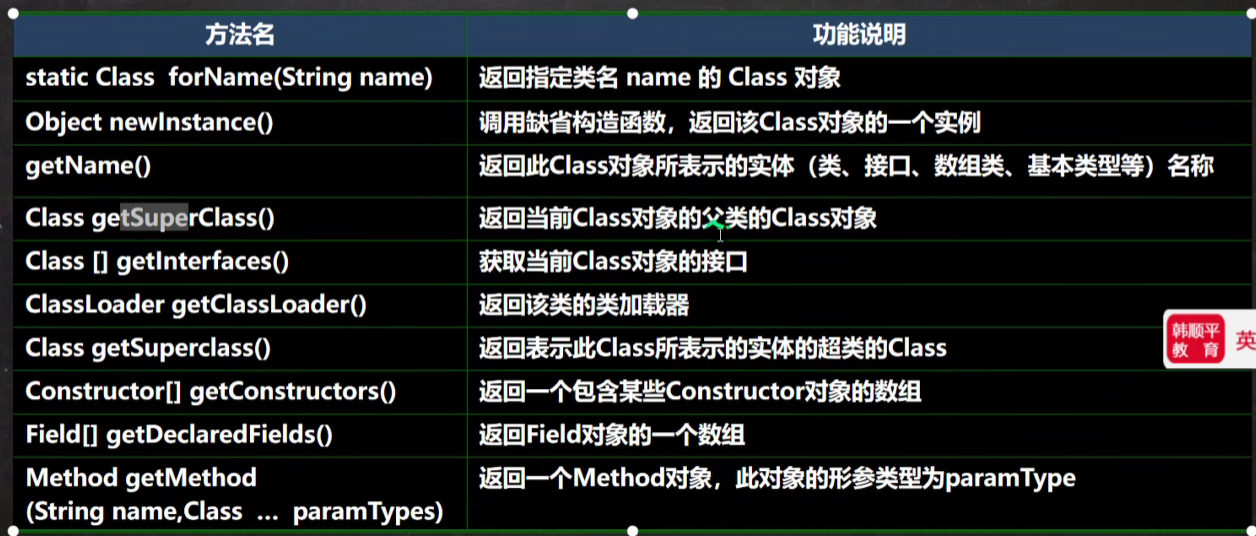 方法名 功能说明
static Class forName(String name) 返回指定类名 name 的 Class 对象
Object newInstance() 调用缺省构造函数，返回该Class对象的一个实例
getName() 返回此Class对象所表示的实体（类、接口、数组类、基本类型等）名称
Class getSuperClass() 返回当前Class对象的父类的Class对象
Class [] getInterfaces() 获取当前Class对象的接口
ClassLoader getClassLoader() 返回该类的类加载器
Class getSuperclass() 返回表示此Class所表示的实体的超类的Class
Constructor[] getConstructors() 返回一个包含某些Constructor对象的数组
Field[] getDeclaredFields() 返回Field对象的一个数组
Method getMethod 返回一个Method对象，此对象的形参类型为paramType
(String name,Class … paramTypes)
韩顺平
教 育
英